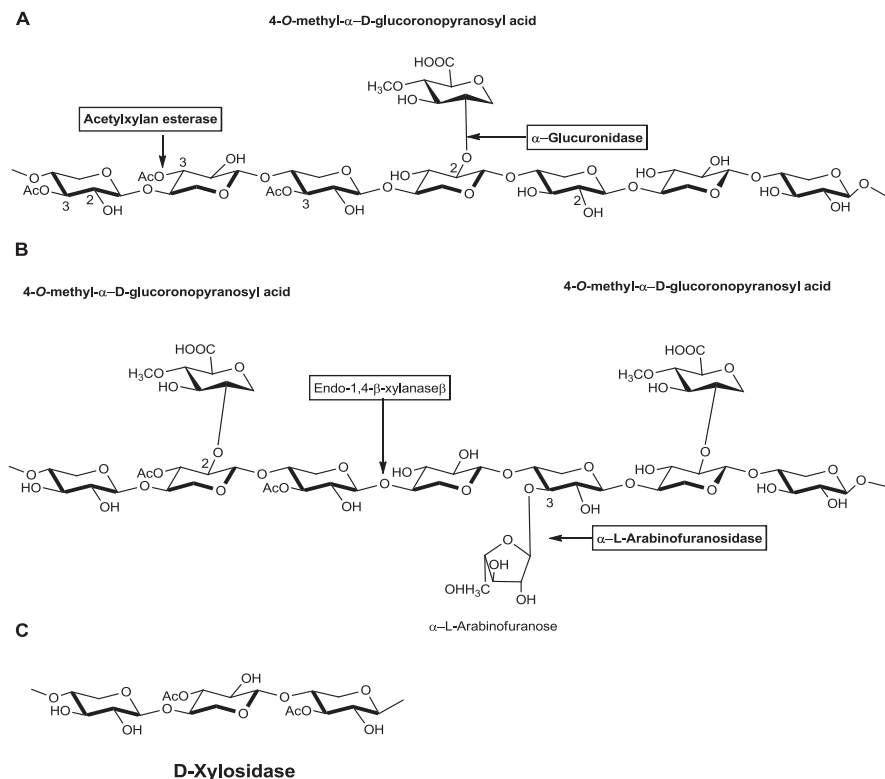 A
4-O-methyl-α–D-glucoronopyranosyl acid
HOOC
O
H₃CO
HO
Acetylxylan esterase
α–Glucuronidase
O
3
OH
2
HO
OH
HO
O
O
AcO
O
O
O
O
O
O
O
O
AcO
2
OH
O
O
AcO
OH
O
O
HO
2
OH
O
O
HO
OH
O
3
3
B
4-O-methyl-α–D-glucoronopyranosyl acid
4-O-methyl-α–D-glucoronopyranosyl acid
HOOC
O
H₃CO
HO
Endo-1,4-β-xylanaseβ
HOOC
O
H₃CO
HO
O
2
AcO
HO
OH
O
HO
O
O
O
O
O
O
O
O
O
HO
OH
O
O
AcO
OH
O
O
O
3
OH
O
O
HO
OH
O
α–L-Arabinofuranosidase
O
OH
OHH₃C
OH
α–L-Arabinofuranose
C
OH
AcO
O
O
O
O
HO
OH
O
O
AcO
OH
D-Xylosidase